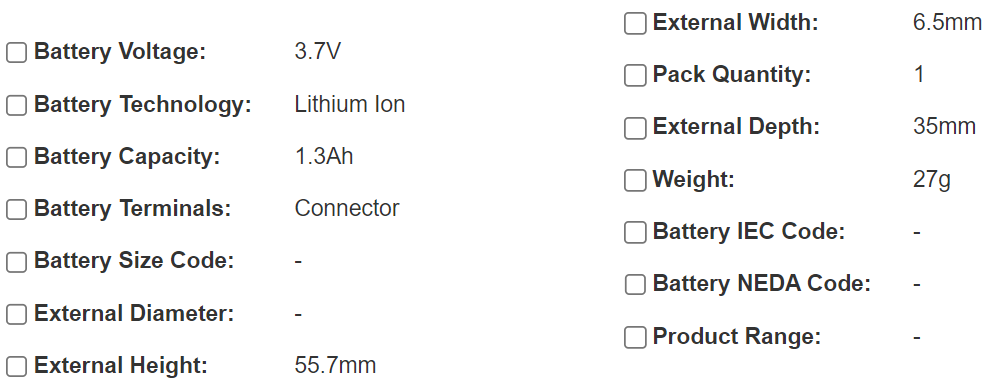 Battery Voltage: 3.7V
Battery Technology: Lithium Ion
Battery Capacity: 1.3Ah
Battery Terminals: Connector
Battery Size Code: -
External Diameter: -
External Height: 55.7mm
External Width: 6.5mm
Pack Quantity: 1
External Depth: 35mm
Weight: 27g
Battery IEC Code: -
Battery NEDA Code: -
Product Range: -